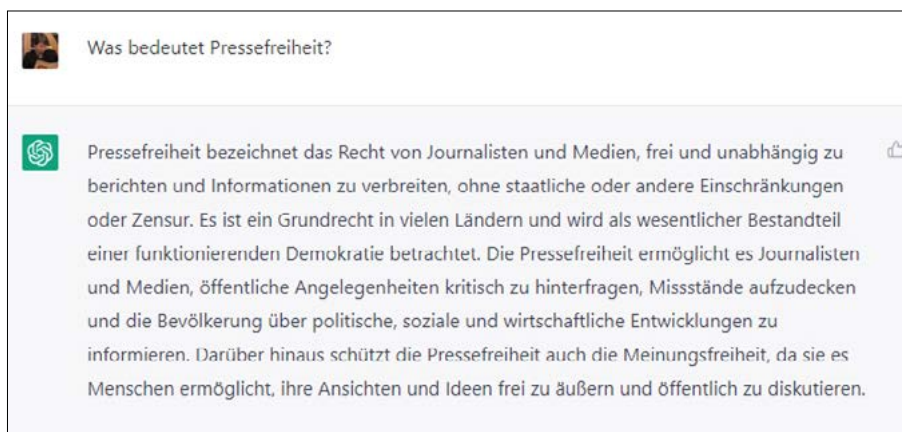 Was bedeutet Pressefreiheit?
Pressefreiheit bezeichnet das Recht von Journalisten und Medien, frei und unabhängig zu
berichten und Informationen zu verbreiten, ohne staatliche oder andere Einschränkungen
oder Zensur. Es ist ein Grundrecht in vielen Ländern und wird als wesentlicher Bestandteil
einer funktionierenden Demokratie betrachtet. Die Pressefreiheit ermöglicht es Journalisten
und Medien, öffentliche Angelegenheiten kritisch zu hinterfragen, Missstände aufzudecken
und die Bevölkerung über politische, soziale und wirtschaftliche Entwicklungen zu
informieren. Darüber hinaus schützt die Pressefreiheit auch die Meinungsfreiheit, da sie es
Menschen ermöglicht, ihre Ansichten und Ideen frei zu äußern und öffentlich zu diskutieren.